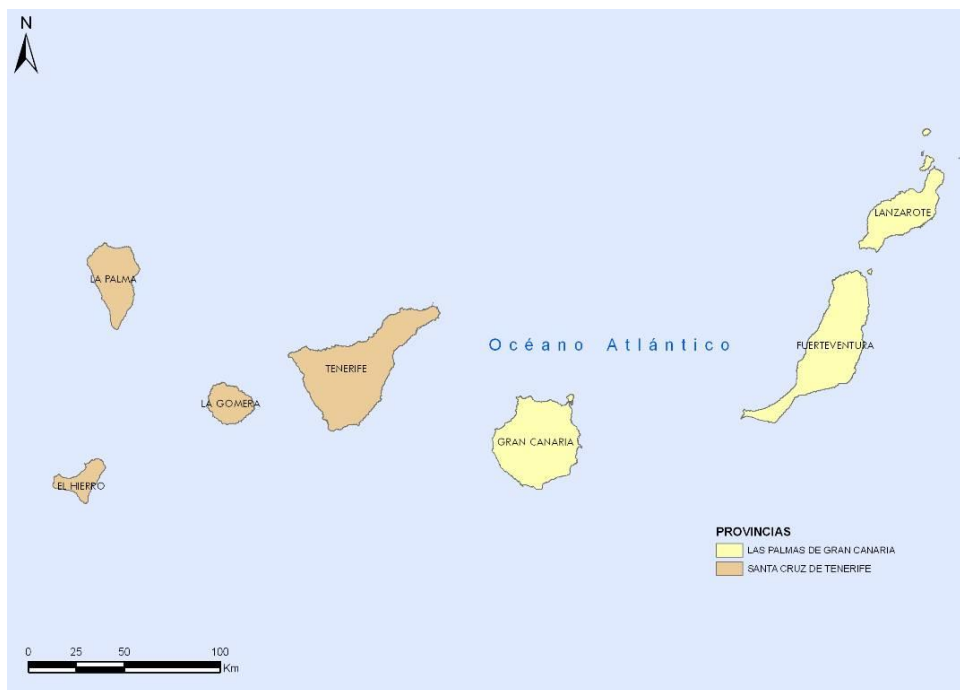 N
LANZAROTE
LA PALMA
Océano Atlántico
FUERTEVENTURA
TENERIFE
LA GOMERA
GRAN CANARIA
EL HIERRO
PROVINCIAS
LAS PALMAS DE GRAN CANARIA
SANTA CRUZ DE TENERIFE
0 25 50 100
Km